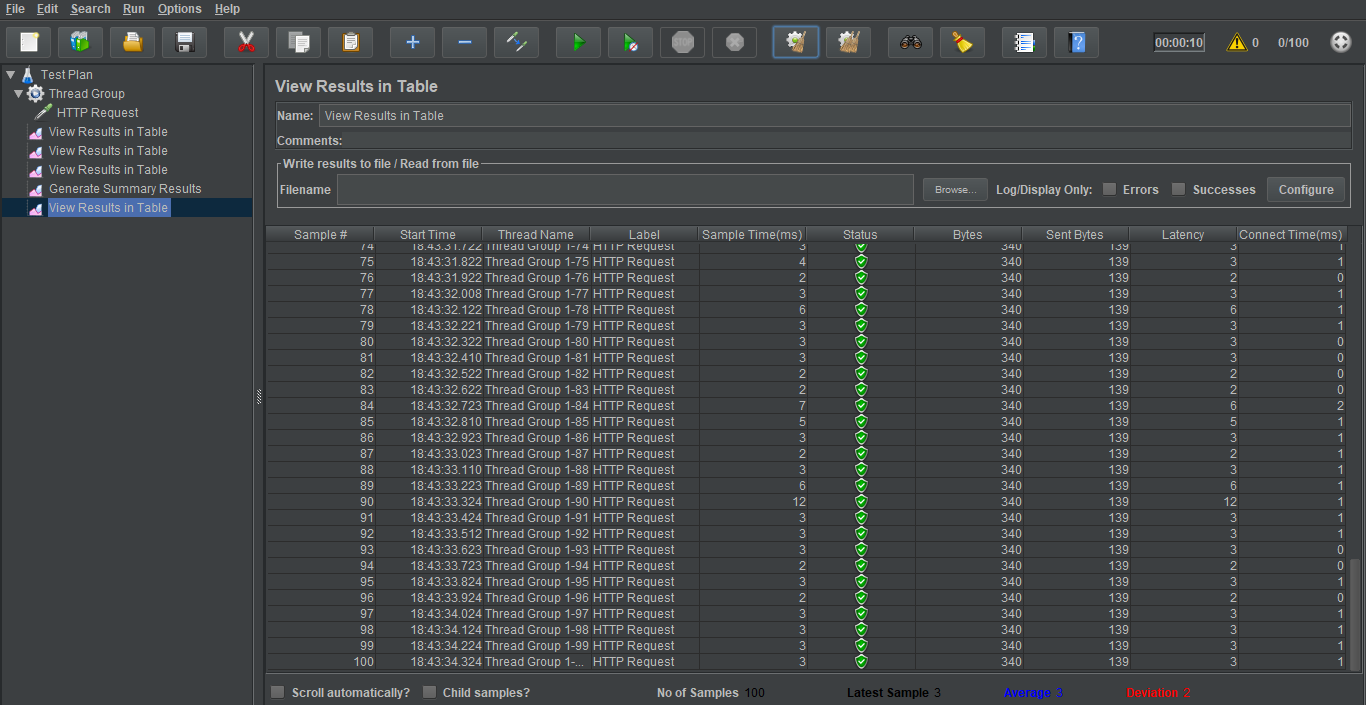 File Edit Search Run Options Help
STOP 00:00:10 0 0/100
Test Plan
Thread Group
HTTP Request
View Results in Table
View Results in Table
View Results in Table
Generate Summary Results
View Results in Table
View Results in Table
Name: View Results in Table
Comments:
Write results to file / Read from file
Filename Browse... Log/Display Only: Errors Successes Configure
Sample # Start Time Thread Name Label Sample Time(ms) Status Bytes Sent Bytes Latency Connect Time(ms)
74 18:43:31.722 Thread Group 1-74 HTTP Request 3 340 139 3 1
75 18:43:31.822 Thread Group 1-75 HTTP Request 4 340 139 3 1
76 18:43:31.922 Thread Group 1-76 HTTP Request 2 340 139 2 0
77 18:43:32.008 Thread Group 1-77 HTTP Request 3 340 139 3 1
78 18:43:32.122 Thread Group 1-78 HTTP Request 6 340 139 6 1
79 18:43:32.221 Thread Group 1-79 HTTP Request 3 340 139 3 1
80 18:43:32.322 Thread Group 1-80 HTTP Request 3 340 139 3 0
81 18:43:32.410 Thread Group 1-81 HTTP Request 3 340 139 3 1
82 18:43:32.522 Thread Group 1-82 HTTP Request 2 340 139 2 0
83 18:43:32.622 Thread Group 1-83 HTTP Request 2 340 139 2 0
84 18:43:32.723 Thread Group 1-84 HTTP Request 7 340 139 6 2
85 18:43:32.810 Thread Group 1-85 HTTP Request 5 340 139 5 1
86 18:43:32.923 Thread Group 1-86 HTTP Request 3 340 139 3 1
87 18:43:33.023 Thread Group 1-87 HTTP Request 2 340 139 2 1
88 18:43:33.110 Thread Group 1-88 HTTP Request 3 340 139 3 1
89 18:43:33.223 Thread Group 1-89 HTTP Request 6 340 139 6 1
90 18:43:33.324 Thread Group 1-90 HTTP Request 12 340 139 12 1
91 18:43:33.424 Thread Group 1-91 HTTP Request 3 340 139 3 1
92 18:43:33.512 Thread Group 1-92 HTTP Request 3 340 139 3 1
93 18:43:33.623 Thread Group 1-93 HTTP Request 3 340 139 3 0
94 18:43:33.723 Thread Group 1-94 HTTP Request 2 340 139 2 0
95 18:43:33.824 Thread Group 1-95 HTTP Request 3 340 139 3 1
96 18:43:33.924 Thread Group 1-96 HTTP Request 2 340 139 2 0
97 18:43:34.024 Thread Group 1-97 HTTP Request 3 340 139 3 1
98 18:43:34.124 Thread Group 1-98 HTTP Request 3 340 139 3 1
99 18:43:34.224 Thread Group 1-99 HTTP Request 3 340 139 3 1
100 18:43:34.324 Thread Group 1-... HTTP Request 3 340 139 3 1
Scroll automatically? Child samples? No of Samples 100 Latest Sample 3 Average 3 Deviation 2